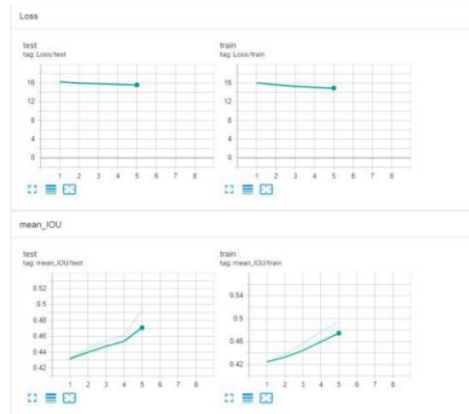 Loss
test
tag: Loss/test
16
12
8
4
0
1 2 3 4 5 6 7 8
train
tag: Loss/train
16
12
8
4
0
1 2 3 4 5 6 7 8
mean_IOU
test
tag: mean_IOU/test
0.52
0.5
0.48
0.46
0.44
0.42
1 2 3 4 5 6 7 8
train
tag: mean_IOU/train
0.54
0.5
0.46
0.42
1 2 3 4 5 6 7 8